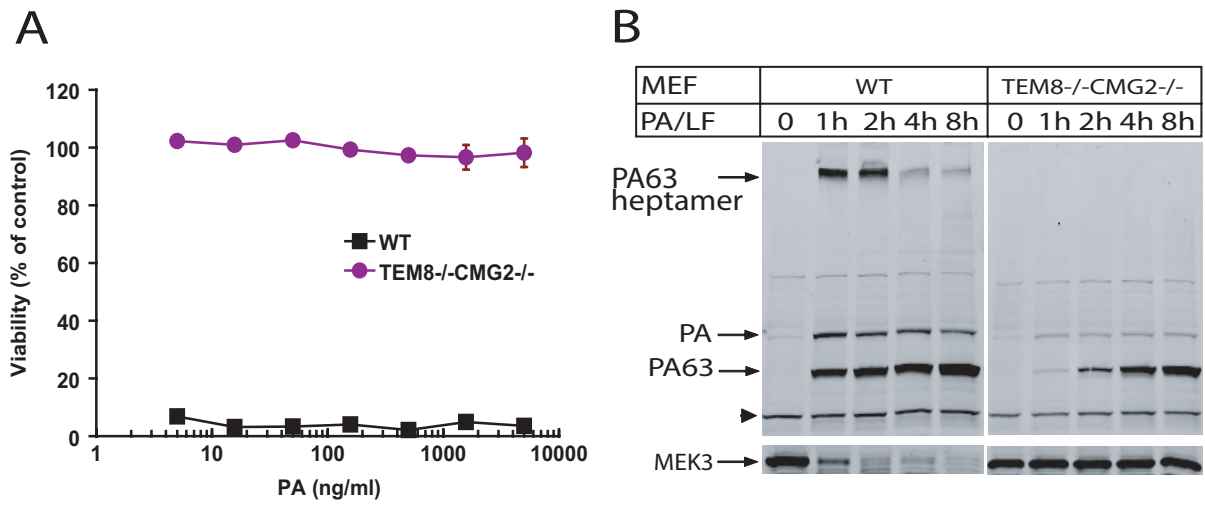 A
120
100
80
60
40
20
0
Viability (% of control)
WT
TEM8-/-CMG2-/-
1 10 100 1000 10000
PA (ng/ml)
B
MEF WT TEM8-/-CMG2-/-
PA/LF 0 1h 2h 4h 8h 0 1h 2h 4h 8h
PA63
heptamer
PA
PA63
MEK3